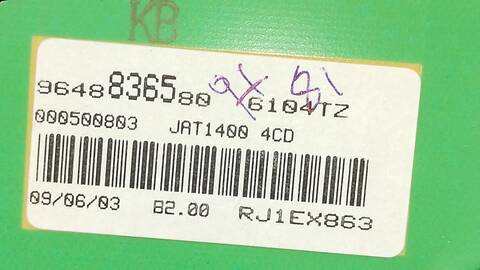 KB
9648836580 6104TZ
000500803 JAT1400 4CD
09/06/03 B2.00 RJ1EX863